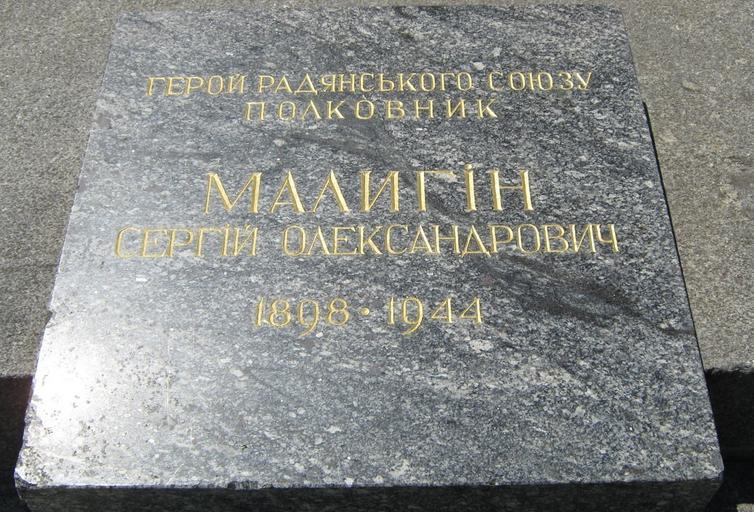 ГЕРОЙ РАДЯНСЬКОГО СОЮЗУ
ПОЛКОВНИК
МАЛИГІН
СЕРГІЙ ОЛЕКСАНДРОВИЧ
1898 · 1944